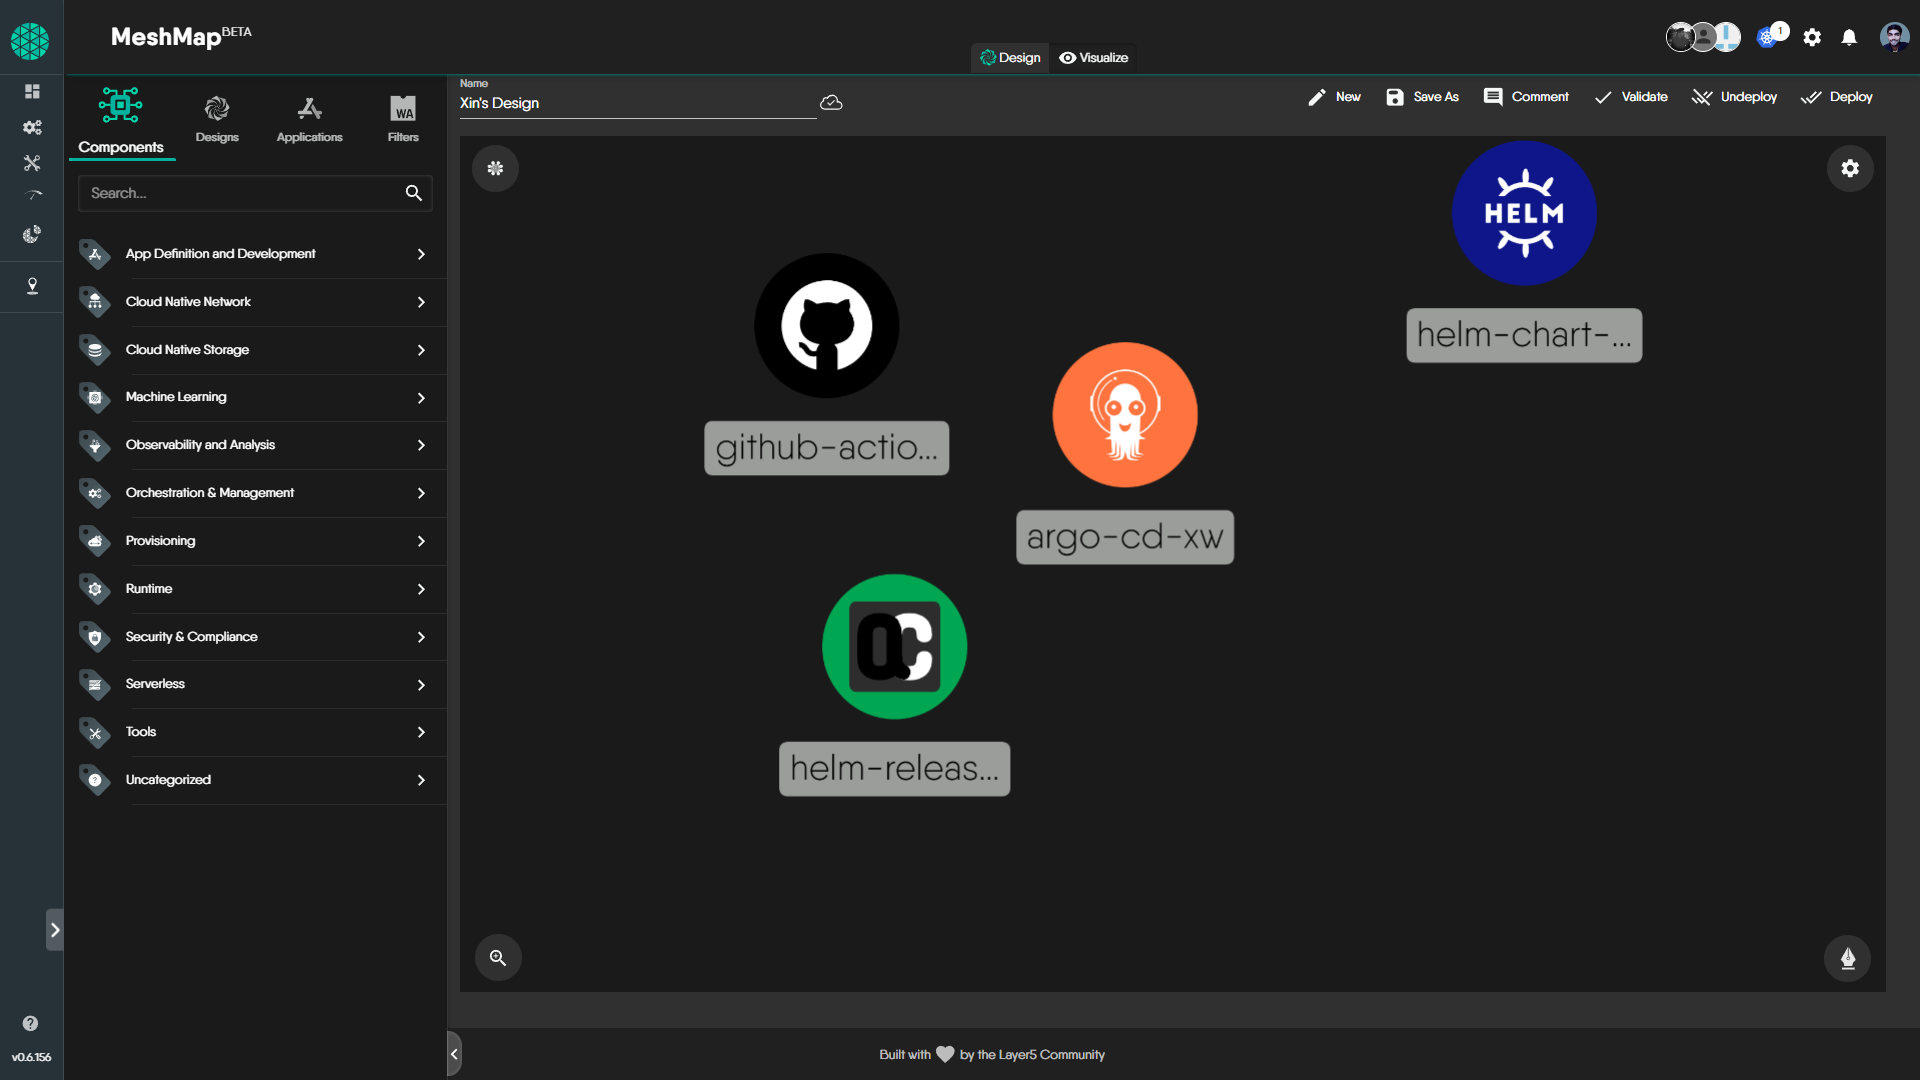 MeshMapBETA
1
Design
Visualize
Components
Designs
Applications
WA
Filters
Name
Xin's Design
New
Save As
Comment
Validate
Undeploy
Deploy
Search...
App Definition and Development
Cloud Native Network
Cloud Native Storage
Machine Learning
Observability and Analysis
Orchestration & Management
Provisioning
Runtime
Security & Compliance
Serverless
Tools
Uncategorized
HELM
helm-chart-...
github-actio...
argo-cd-xw
QC
helm-releas...
v0.6.156
Built with
by the Layer5 Community